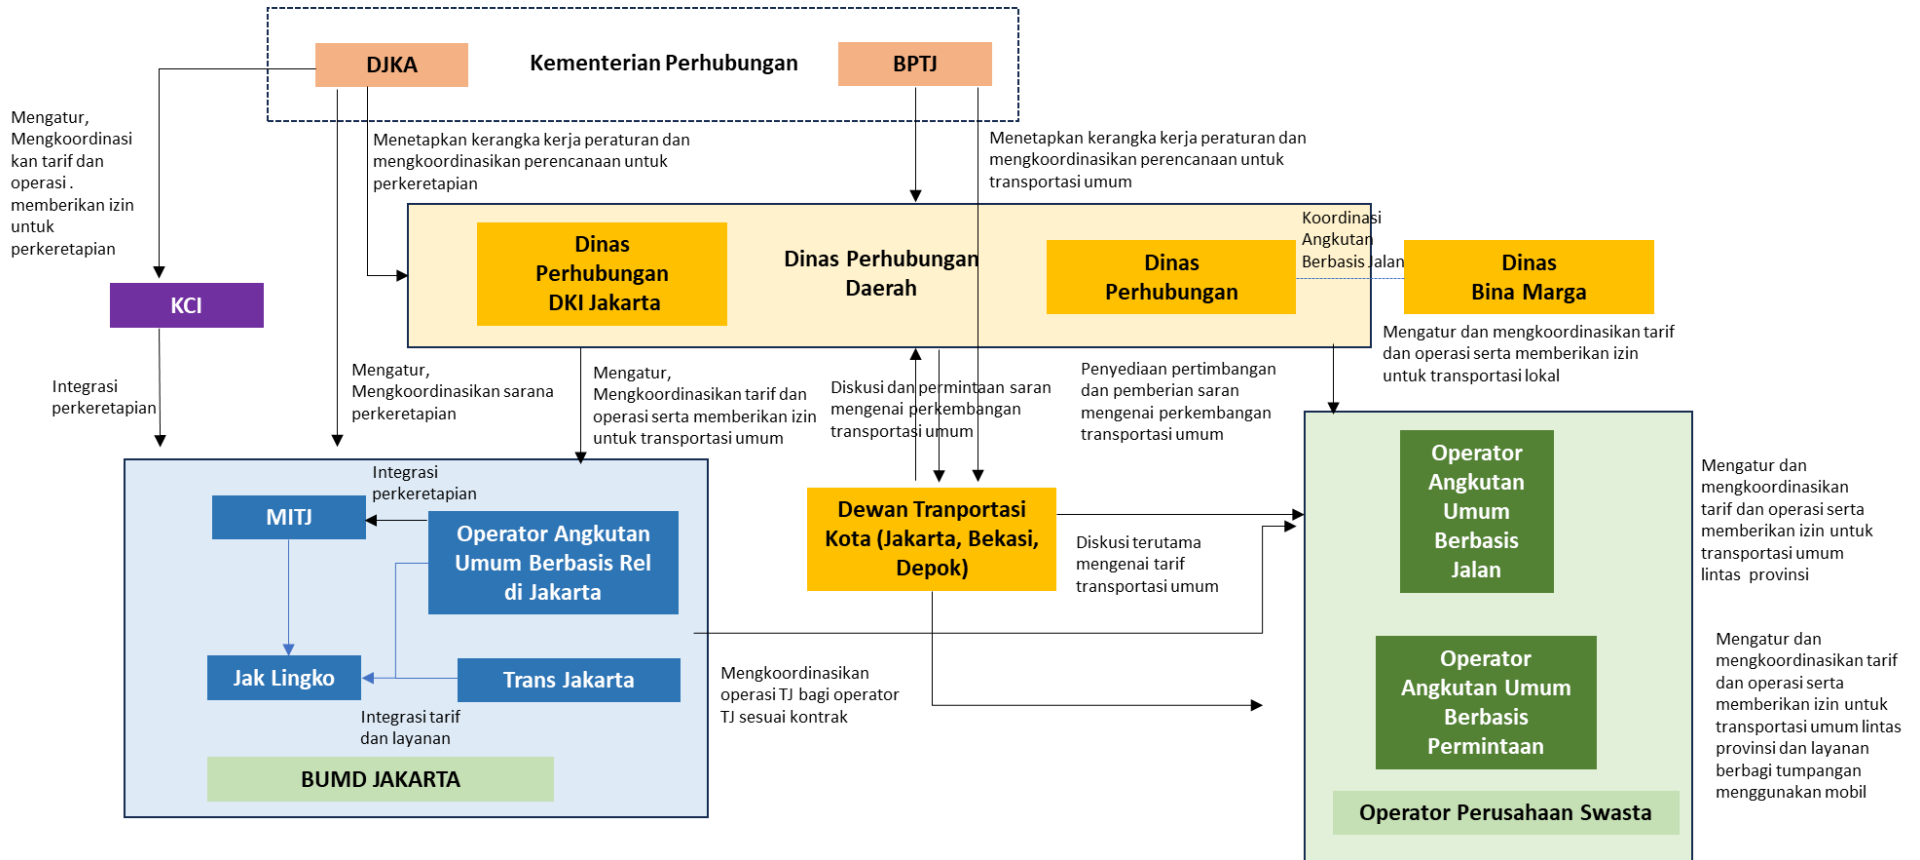 DJKA
Kementerian Perhubungan
BPTJ
Mengatur,
Mengkoordinasi
kan tarif dan
operasi .
memberikan izin
untuk
perkeretapian
Menetapkan kerangka kerja peraturan dan
mengkoordinasikan perencanaan untuk
perkeretapian
Menetapkan kerangka kerja peraturan dan
mengkoordinasikan perencanaan untuk
transportasi umum
Dinas
Perhubungan
DKI Jakarta
Dinas Perhubungan
Daerah
Dinas
Perhubungan
Koordinasi
Angkutan
Berbasis Jalan
Dinas
Bina Marga
KCI
Integrasi
perkeretapian
Mengatur,
Mengkoordinasikan sarana
perkeretapian
Mengatur,
Mengkoordinasikan tarif dan
operasi serta memberikan izin
untuk transportasi umum
Diskusi dan permintaan saran
mengenai perkembangan
transportasi umum
Penyediaan pertimbangan
dan pemberian saran
mengenai perkembangan
transportasi umum
Mengatur dan mengkoordinasikan tarif
dan operasi serta memberikan izin
untuk transportasi lokal
Integrasi
perkeretapian
MITJ
Operator Angkutan
Umum Berbasis Rel
di Jakarta
Jak Lingko
Trans Jakarta
Integrasi tarif
dan layanan
BUMD JAKARTA
Dewan Tranportasi
Kota (Jakarta, Bekasi,
Depok)
Diskusi terutama
mengenai tarif
transportasi umum
Mengkoordinasikan
operasi TJ bagi operator
TJ sesuai kontrak
Operator
Angkutan
Umum
Berbasis
Jalan
Operator
Angkutan Umum
Berbasis
Permintaan
Operator Perusahaan Swasta
Mengatur dan
mengkoordinasikan
tarif dan operasi serta
memberikan izin untuk
transportasi umum
lintas provinsi
Mengatur dan
mengkoordinasikan tarif
dan operasi serta
memberikan izin untuk
transportasi umum lintas
provinsi dan layanan
berbagi tumpangan
menggunakan mobil